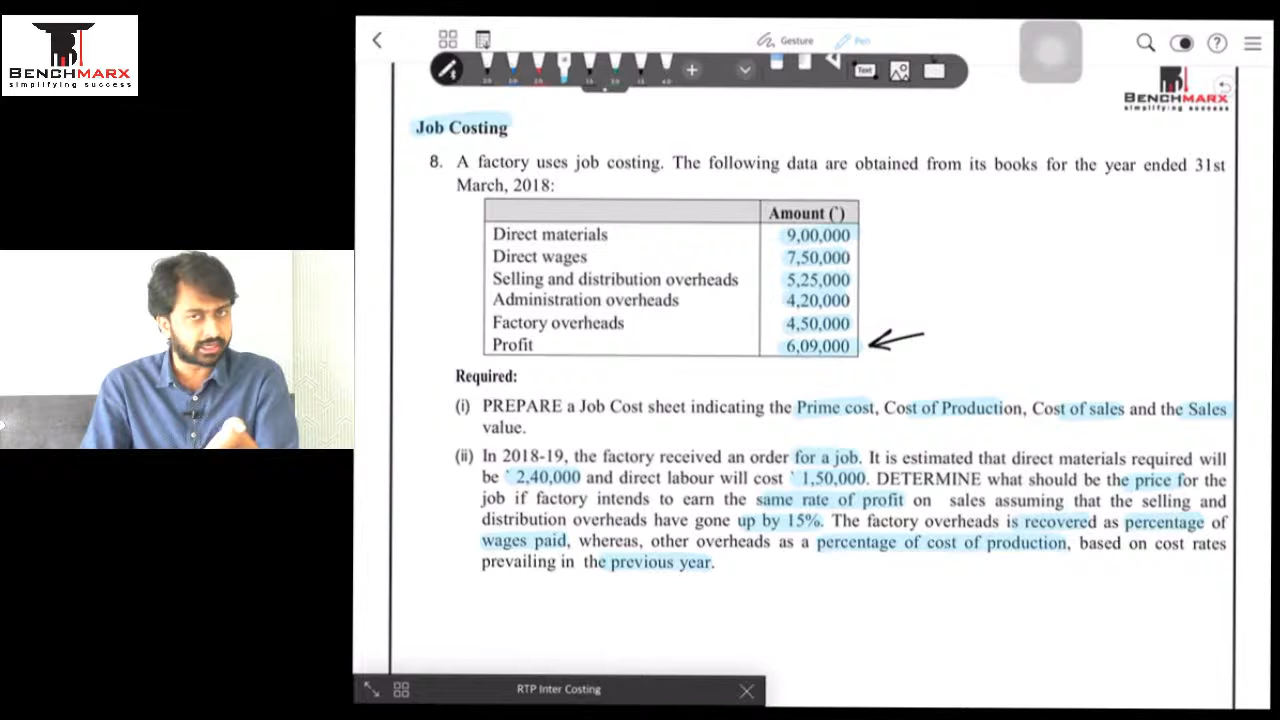 BENCHMARX
simplifying success
Gesture
Pen
Text
BENCHMARX
simplifying success
Job Costing
8. A factory uses job costing. The following data are obtained from its books for the year ended 31st
March, 2018:
Amount (`)
Direct materials 9,00,000
Direct wages 7,50,000
Selling and distribution overheads 5,25,000
Administration overheads 4,20,000
Factory overheads 4,50,000
Profit 6,09,000
Required:
(i) PREPARE a Job Cost sheet indicating the Prime cost, Cost of Production, Cost of sales and the Sales
value.
(ii) In 2018-19, the factory received an order for a job. It is estimated that direct materials required will
be ` 2,40,000 and direct labour will cost ` 1,50,000. DETERMINE what should be the price for the
job if factory intends to earn the same rate of profit on sales assuming that the selling and
distribution overheads have gone up by 15%. The factory overheads is recovered as percentage of
wages paid, whereas, other overheads as a percentage of cost of production, based on cost rates
prevailing in the previous year.
RTP Inter Costing